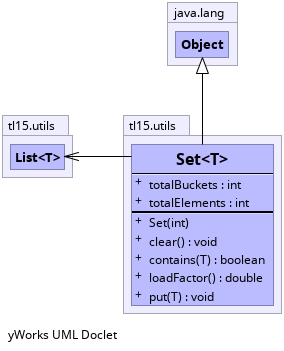 java.lang
Object
tl15.utils
List<T>
tl15.utils
Set<T>
+ totalBuckets : int
+ totalElements : int
+ Set(int)
+ clear() : void
+ contains(T) : boolean
+ loadFactor() : double
+ put(T) : void
yWorks UML Doclet